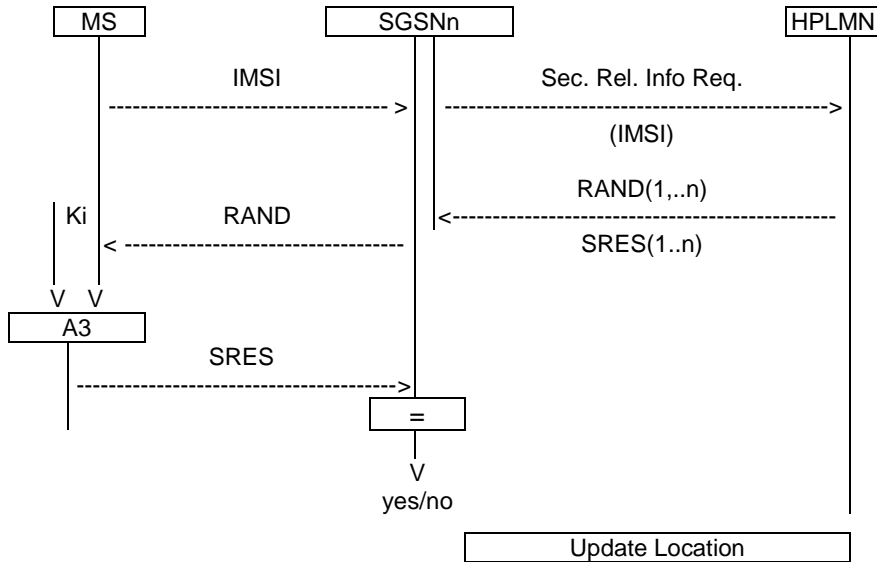 MS SGSNn HPLMN
IMSI Sec. Rel. Info Req.
----------------------------------- > -------------------------------------------------->
(IMSI)
RAND(1,..n)
Ki RAND <-------------------------------------------------
< ------------------------------------
SRES(1..n)
V V
A3
SRES
------------------------------------------>
=
V
yes/no
Update Location